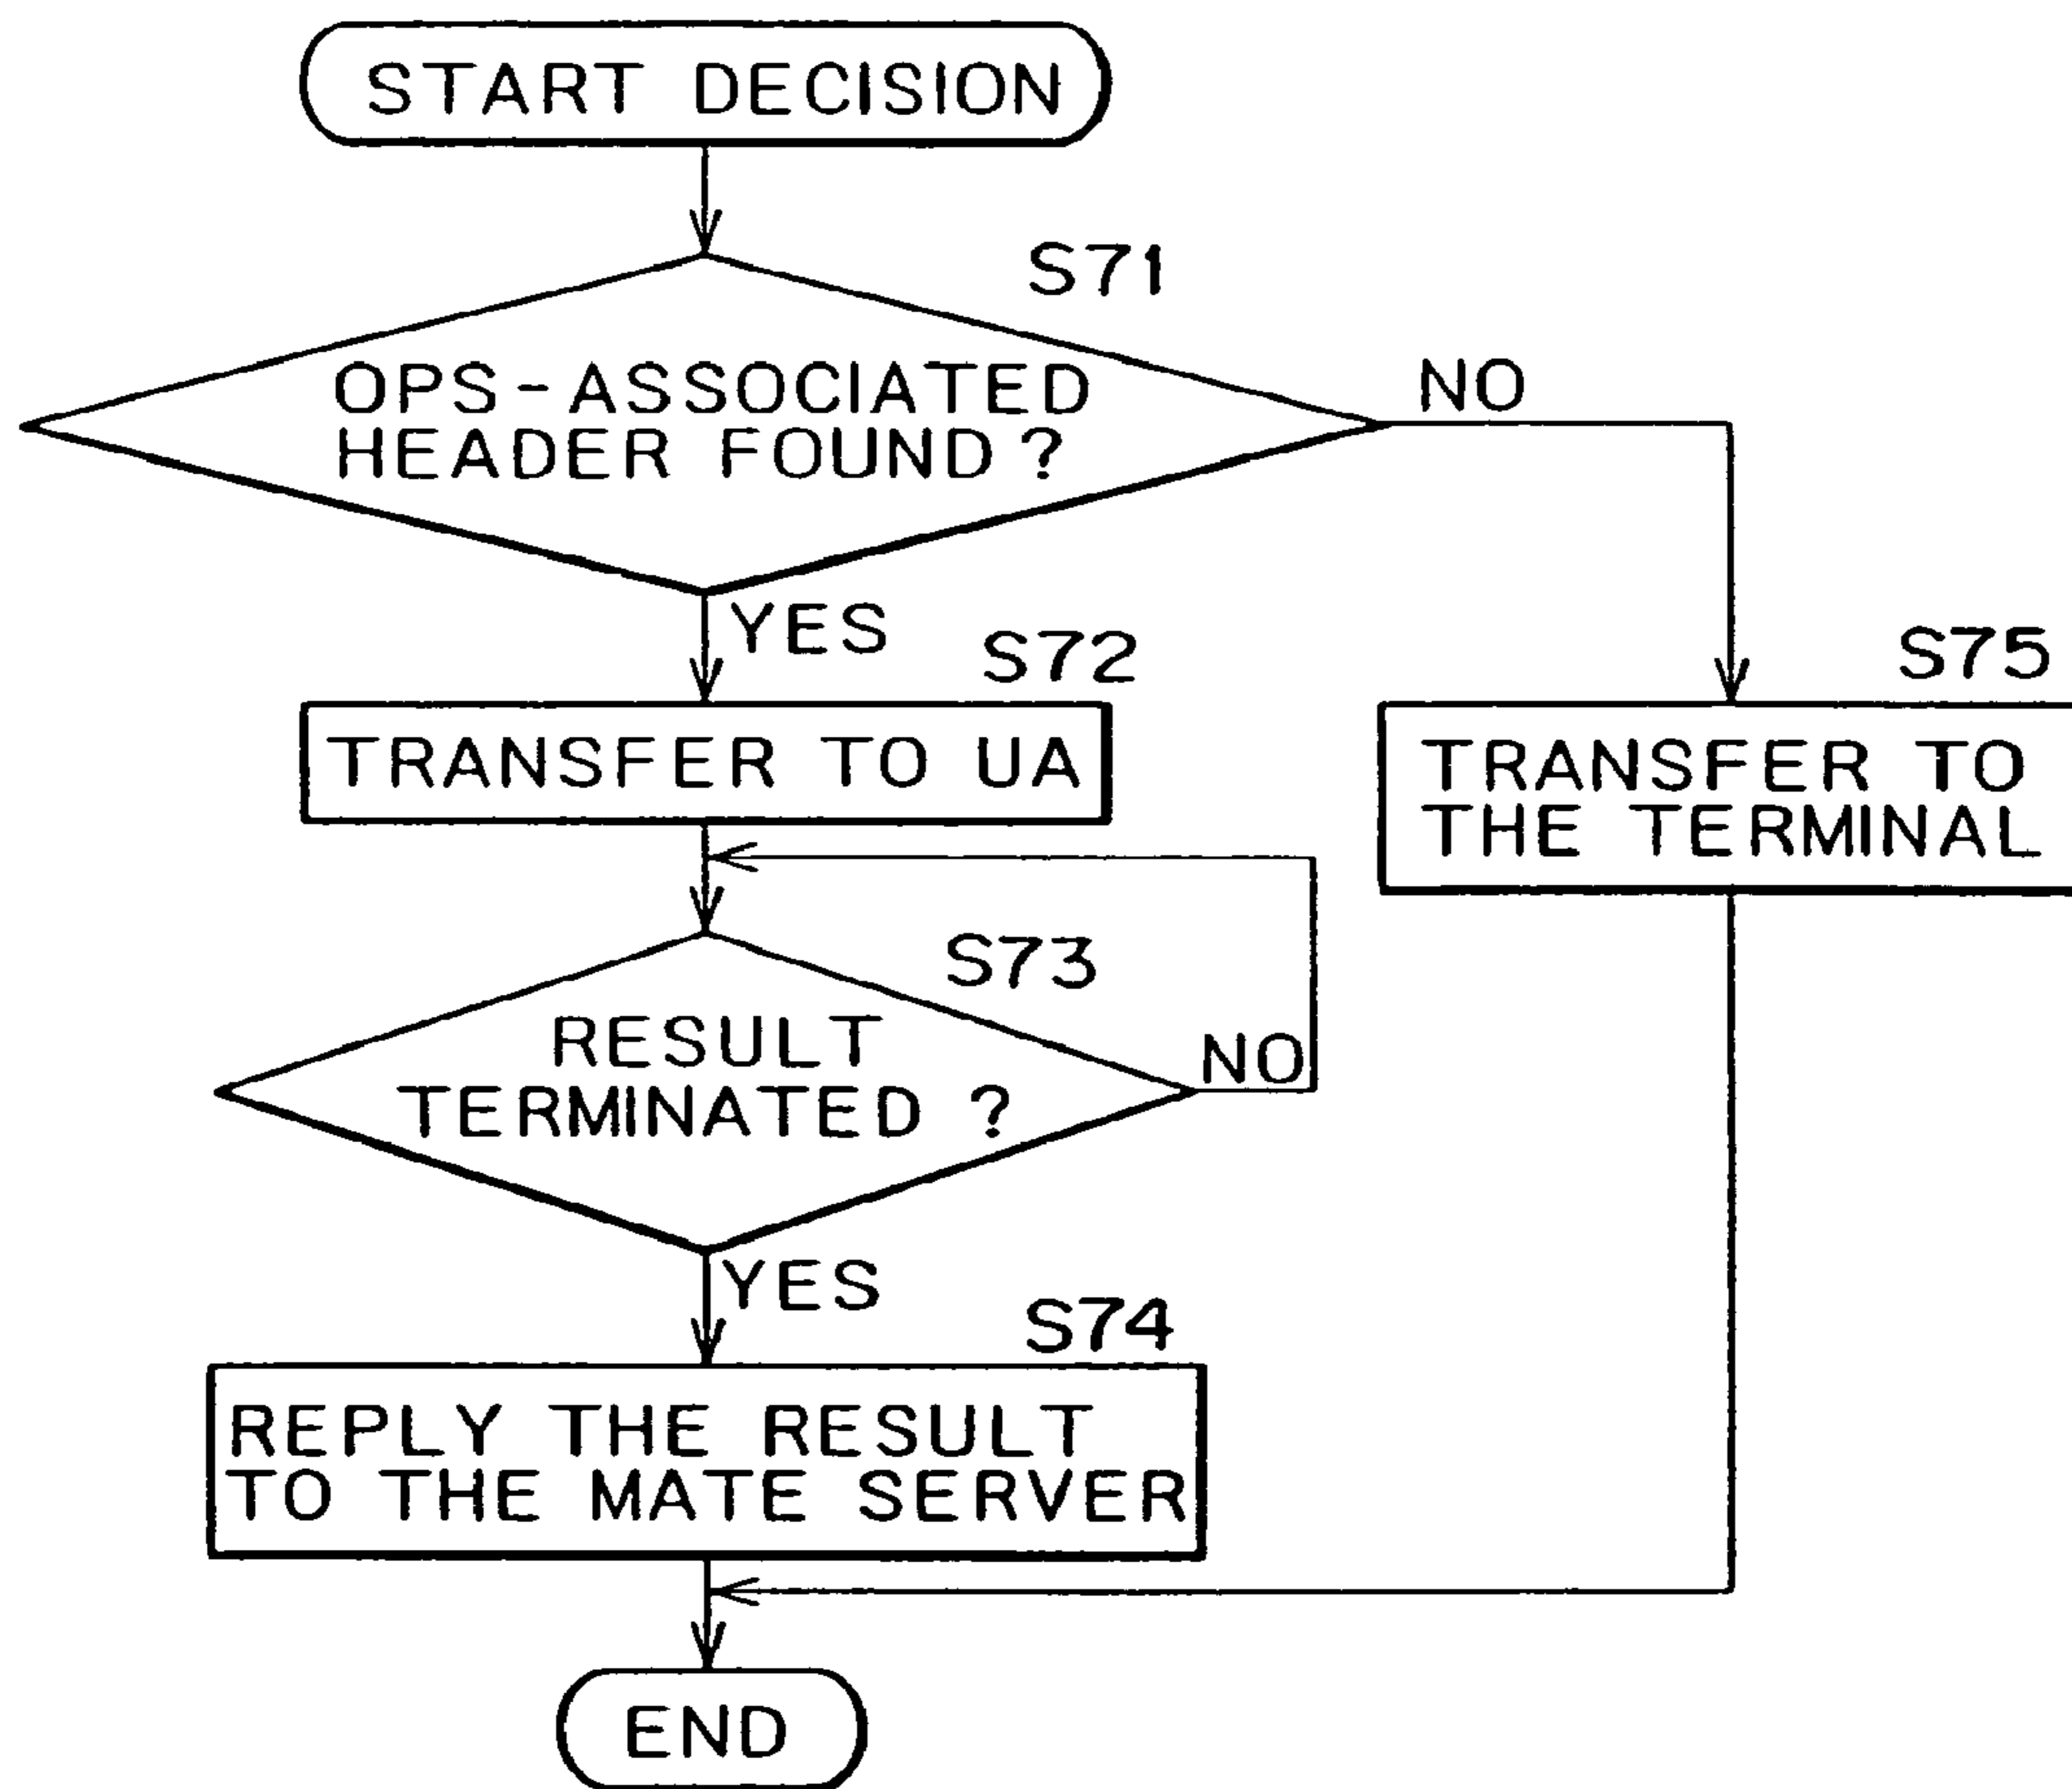 START DECISION
S71
OPS-ASSOCIATED
HEADER FOUND?
NO
YES
S72
S75
TRANSFER TO UA
TRANSFER TO
THE TERMINAL
S73
RESULT
TERMINATED ?
NO
YES
S74
REPLY THE RESULT
TO THE MATE SERVER
END